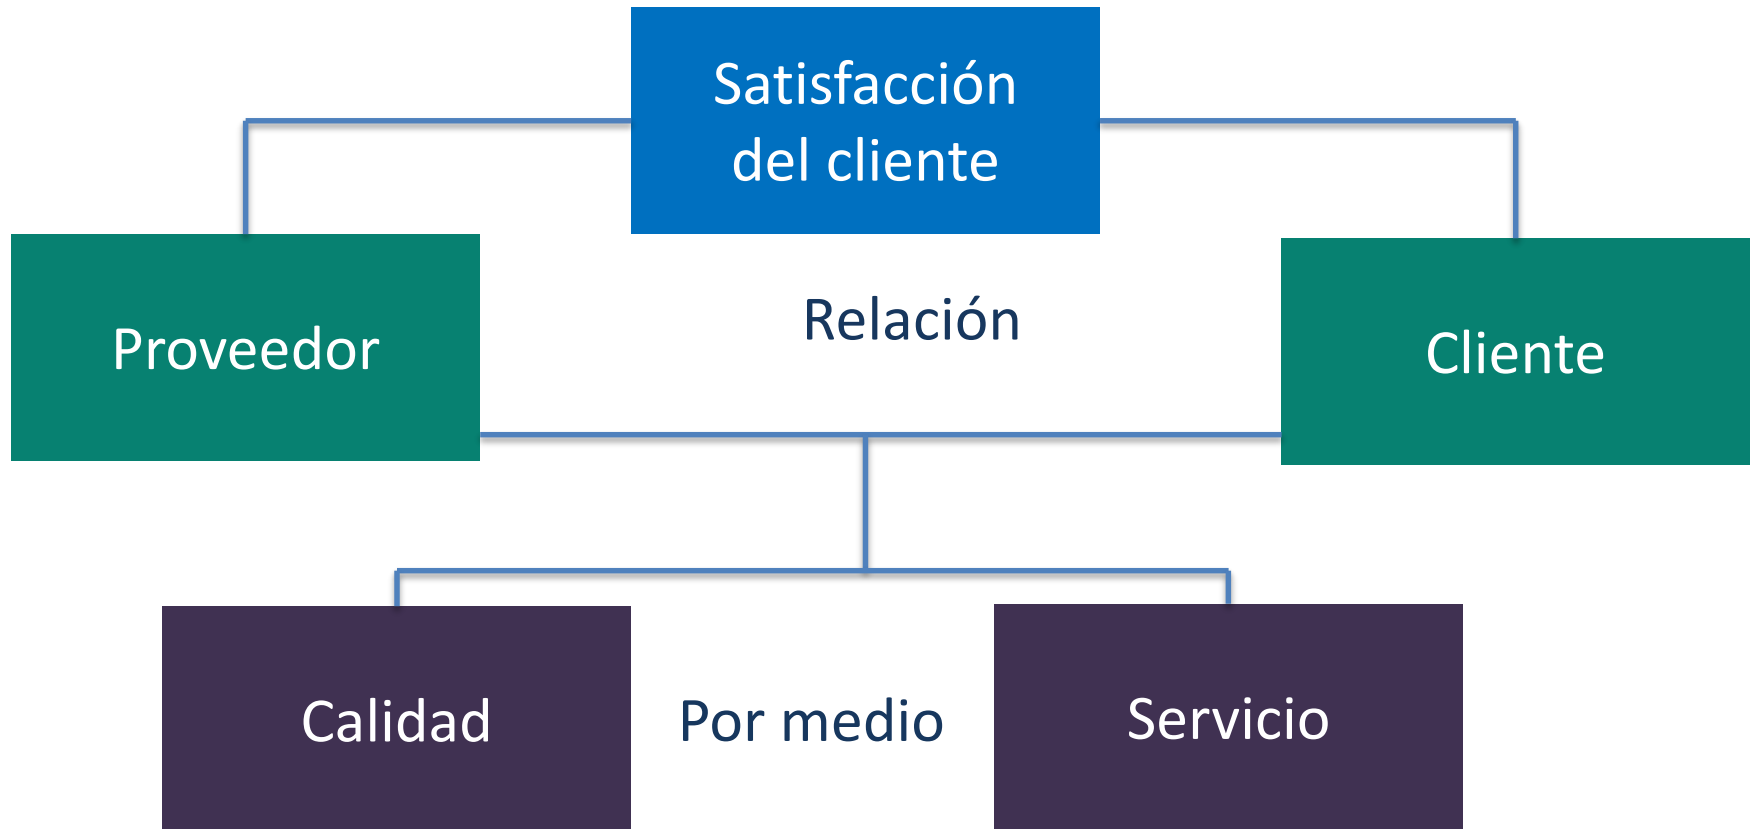 Satisfacción
del cliente
Relación
Proveedor
Cliente
Calidad
Por medio
Servicio